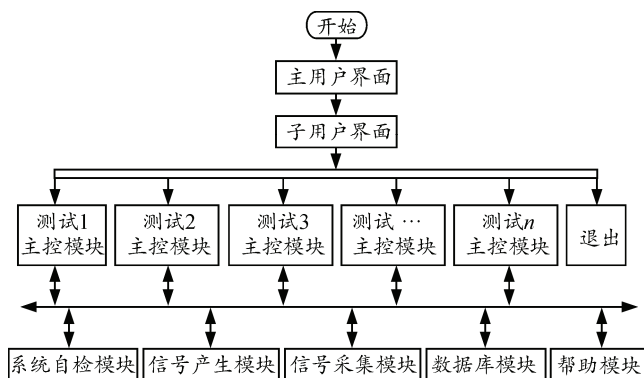 开始
主用户界面
子用户界面
测试1
主控模块
测试2
主控模块
测试3
主控模块
测试…
主控模块
测试n
主控模块
退出
系统自检模块
信号产生模块
信号采集模块
数据库模块
帮助模块